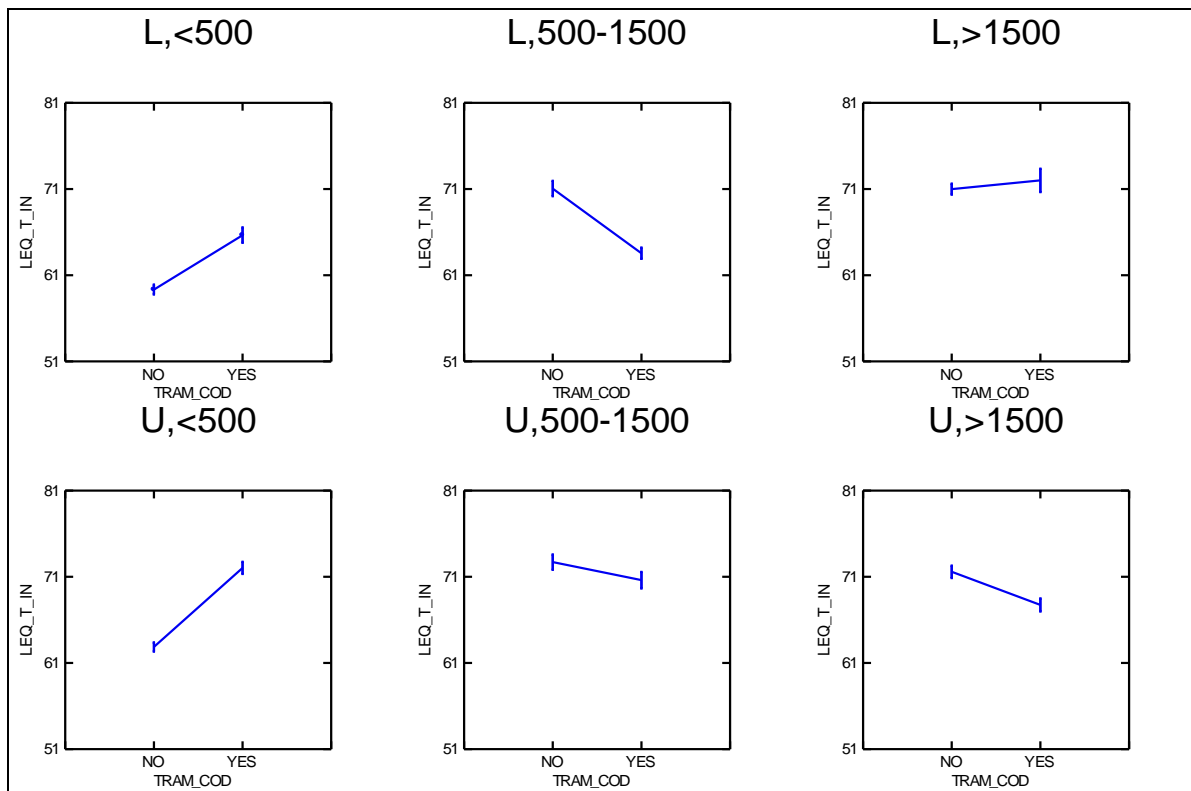 L,<500
L,500-1500
L,>1500
81
71
61
51
LEQ_T_IN
NO YES
TRAM_COD
81
71
61
51
LEQ_T_IN
NO YES
TRAM_COD
81
71
61
51
LEQ_T_IN
NO YES
TRAM_COD
U,<500
U,500-1500
U,>1500
81
71
61
51
LEQ_T_IN
NO YES
TRAM_COD
81
71
61
51
LEQ_T_IN
NO YES
TRAM_COD
81
71
61
51
LEQ_T_IN
NO YES
TRAM_COD